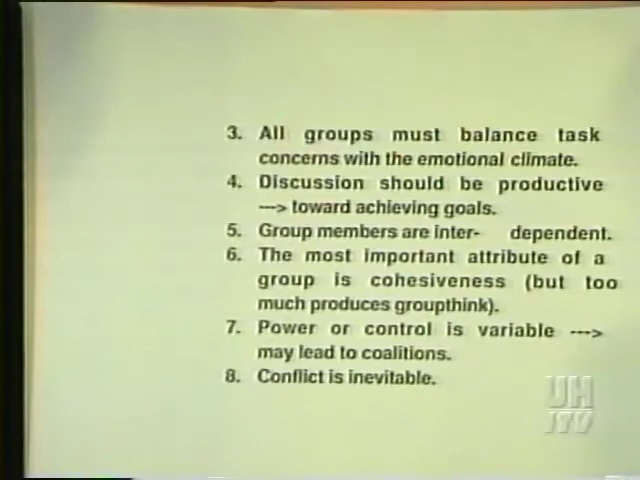 3. All groups must balance task
concerns with the emotional climate.
4. Discussion should be productive
---> toward achieving goals.
5. Group members are inter- dependent.
6. The most important attribute of a
group is cohesiveness (but too
much produces groupthink).
7. Power or control is variable --->
may lead to coalitions.
8. Conflict is inevitable.
UH
ITV